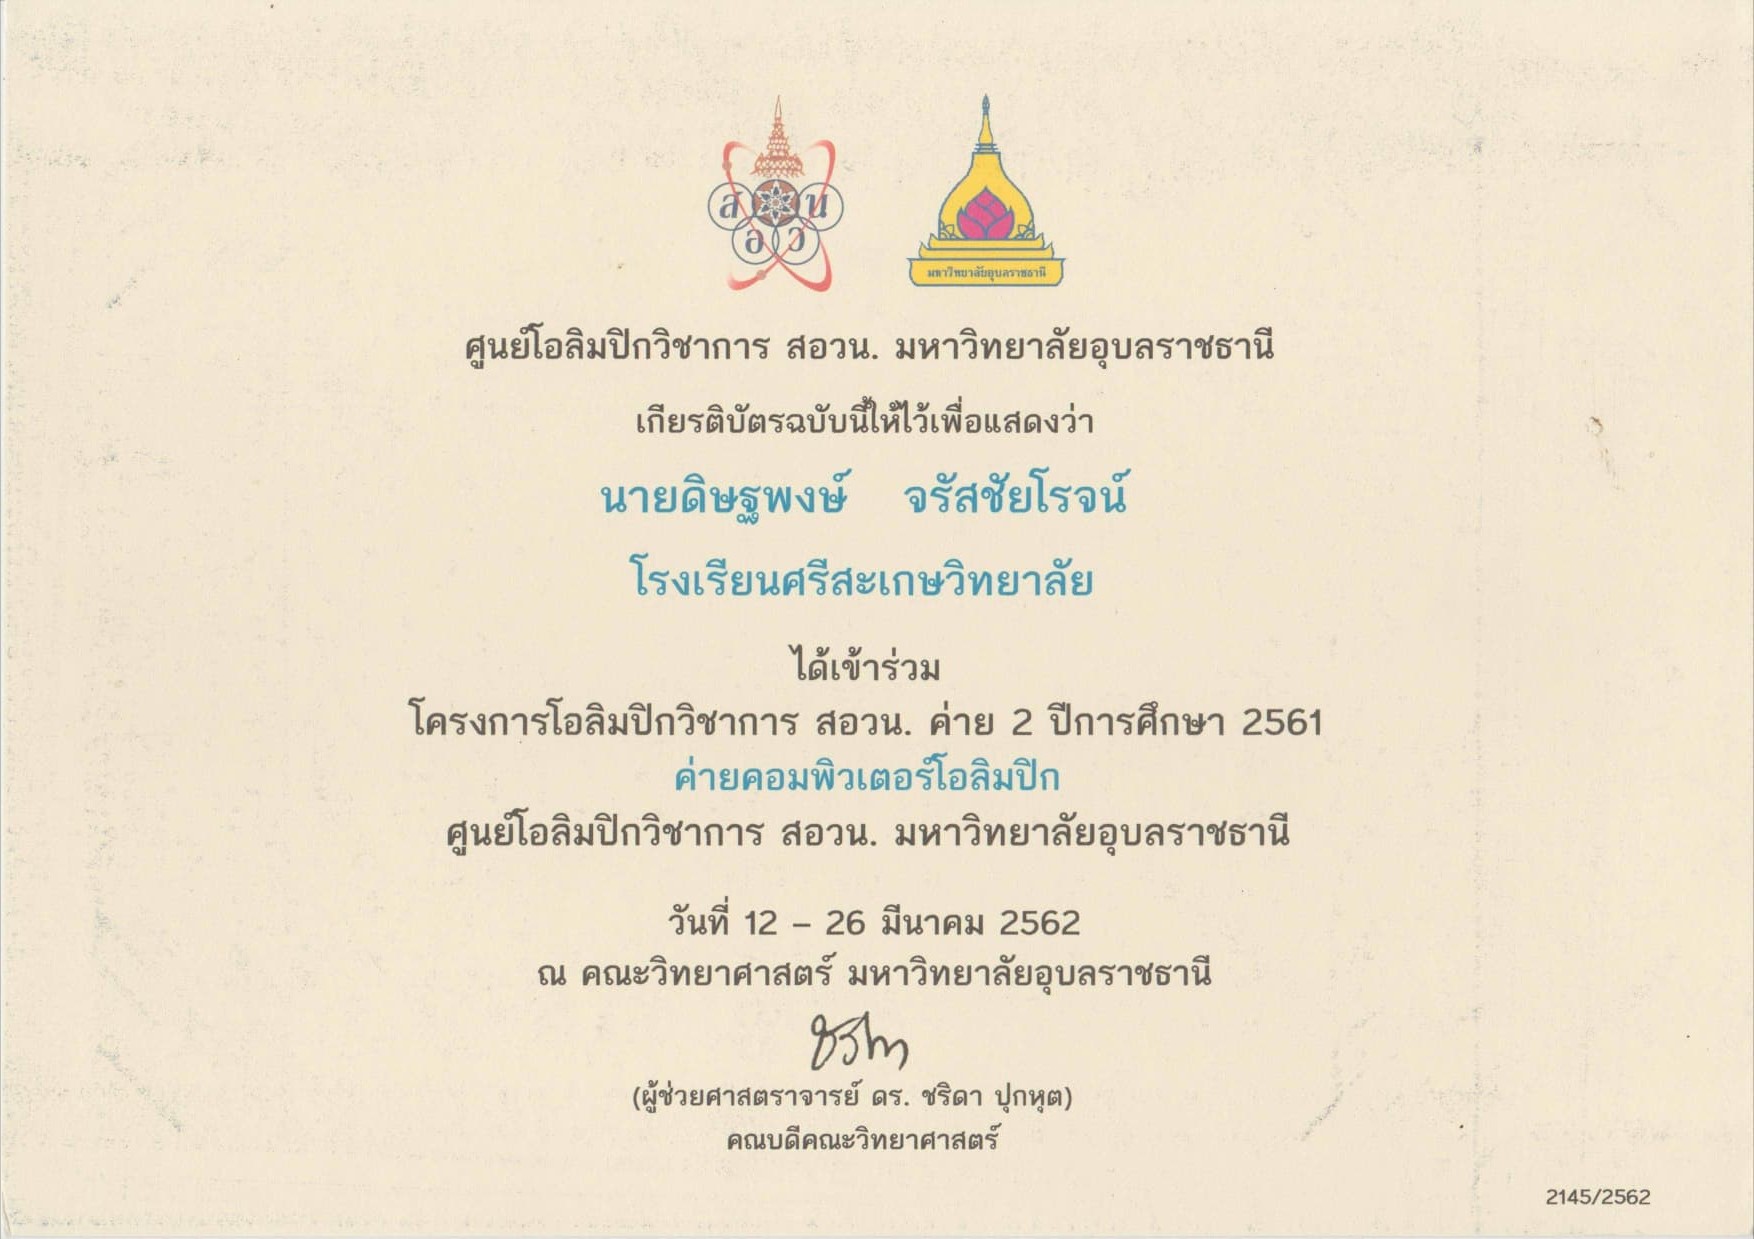 ส น
อ ว
มหาวิทยาลัยอุบลราชธานี
ศูนย์โอลิมปิกวิชาการ สอวน. มหาวิทยาลัยอุบลราชธานี
เกียรติบัตรฉบับนี้ให้ไว้เพื่อแสดงว่า
นายดิษฐพงษ์ จรัสชัยโรจน์
โรงเรียนศรีสะเกษวิทยาลัย
ได้เข้าร่วม
โครงการโอลิมปิกวิชาการ สอวน. ค่าย 2 ปีการศึกษา 2561
ค่ายคอมพิวเตอร์โอลิมปิก
ศูนย์โอลิมปิกวิชาการ สอวน. มหาวิทยาลัยอุบลราชธานี
วันที่ 12 – 26 มีนาคม 2562
ณ คณะวิทยาศาสตร์ มหาวิทยาลัยอุบลราชธานี
(ผู้ช่วยศาสตราจารย์ ดร. ชริดา ปุกหุต)
คณบดีคณะวิทยาศาสตร์
2145/2562